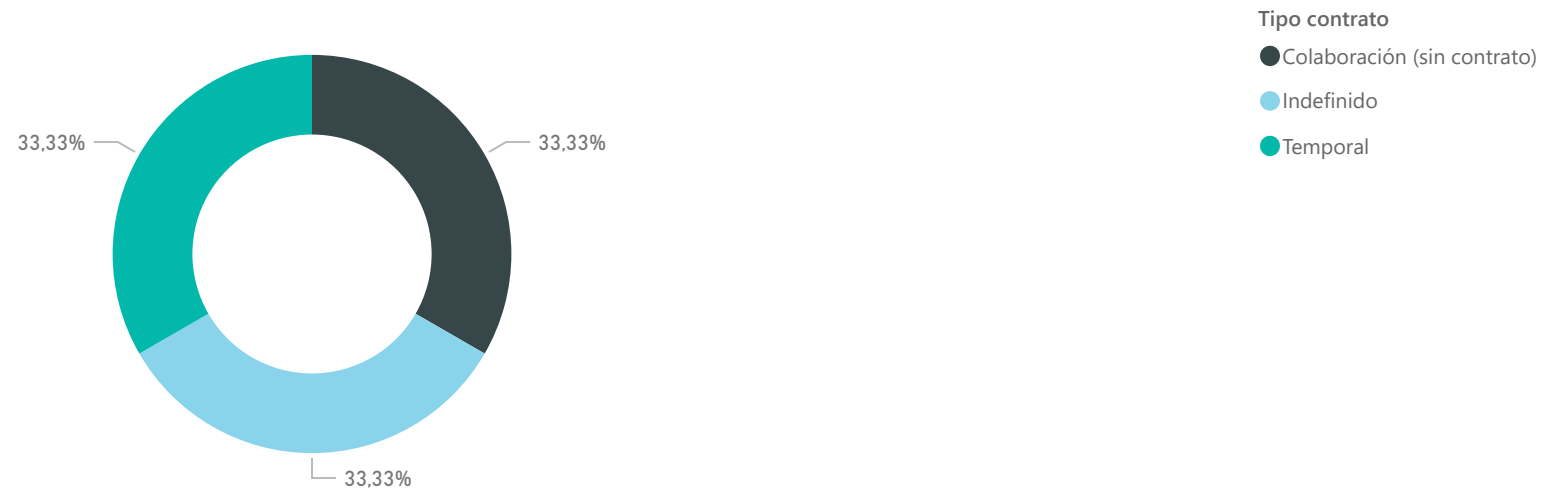 33,33%
33,33%
33,33%
Tipo contrato
Colaboración (sin contrato)
Indefinido
Temporal